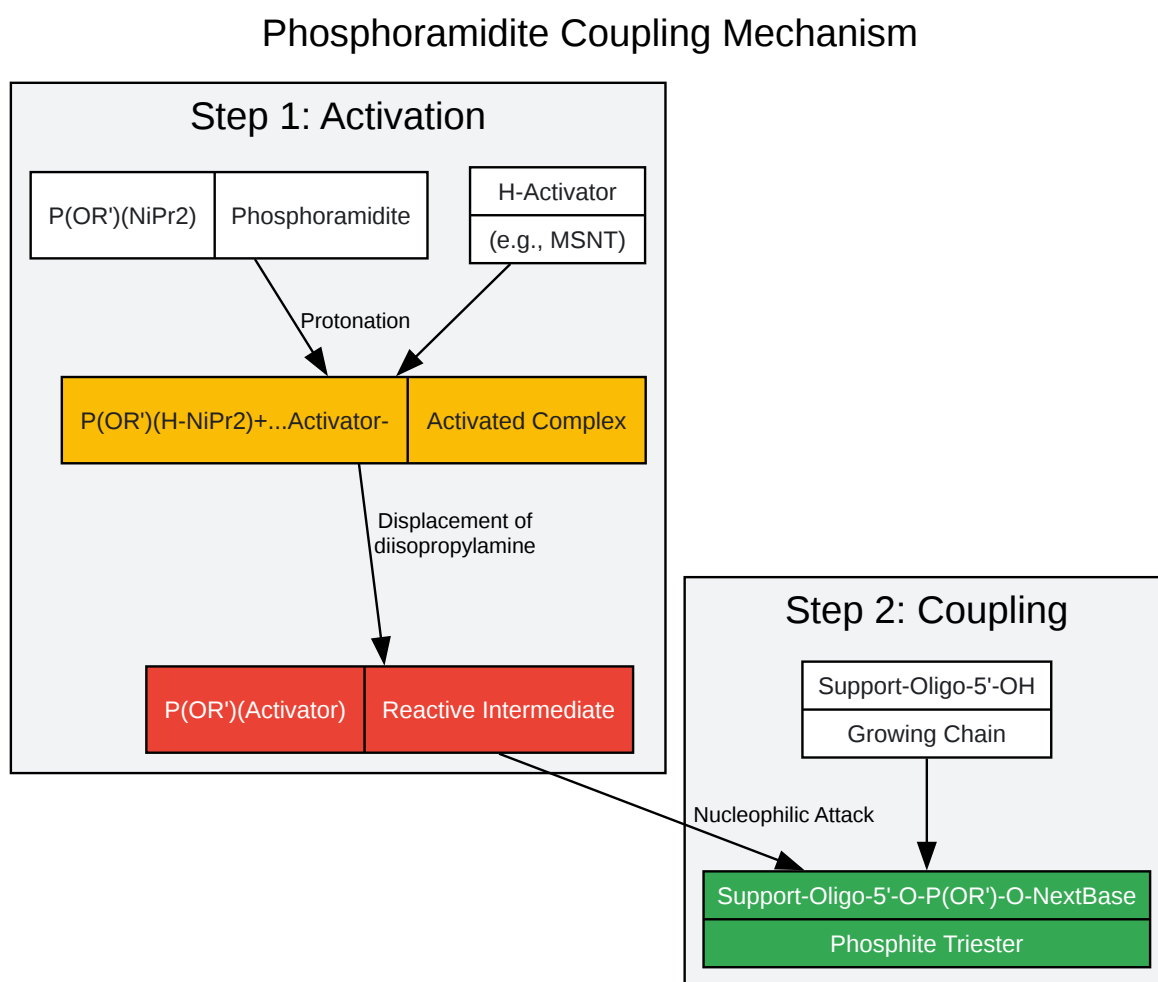 Phosphoramidite Coupling Mechanism
Step 1: Activation
P(OR')(NiPr2)
Phosphoramidite
H-Activator
(e.g., MSNT)
Protonation
P(OR')(H-NiPr2)+...Activator-
Activated Complex
Displacement of
diisopropylamine
P(OR')(Activator)
Reactive Intermediate
Step 2: Coupling
Support-Oligo-5'-OH
Growing Chain
Nucleophilic Attack
Support-Oligo-5'-O-P(OR')-O-NextBase
Phosphite Triester